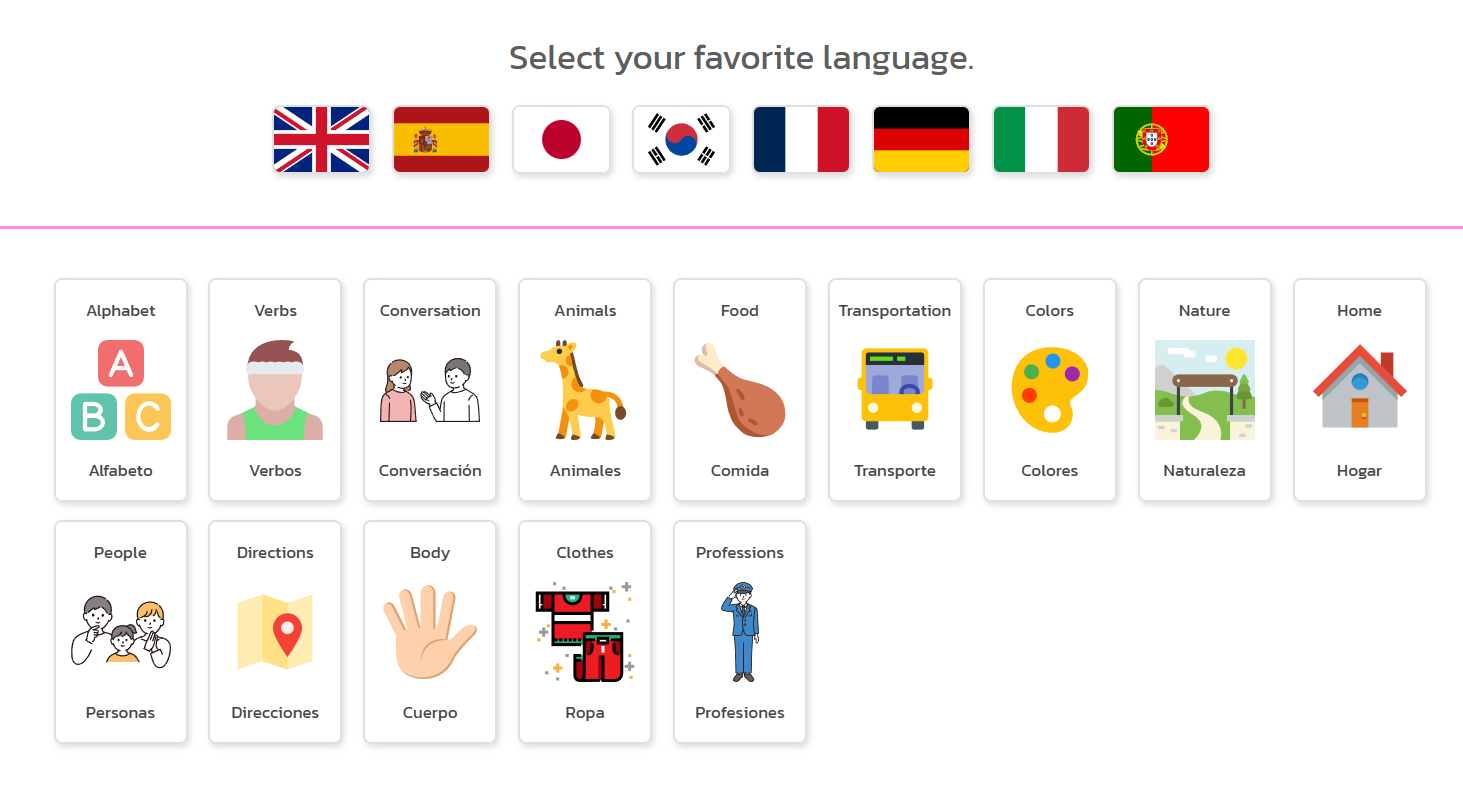 Select your favorite language.
Alphabet
A
B C
Alfabeto
Verbs
Verbos
Conversation
Conversación
Animals
Animales
Food
Comida
Transportation
Transporte
Colors
Colores
Nature
Naturaleza
Home
Hogar
People
Personas
Directions
Direcciones
Body
Cuerpo
Clothes
Ropa
Professions
Profesiones